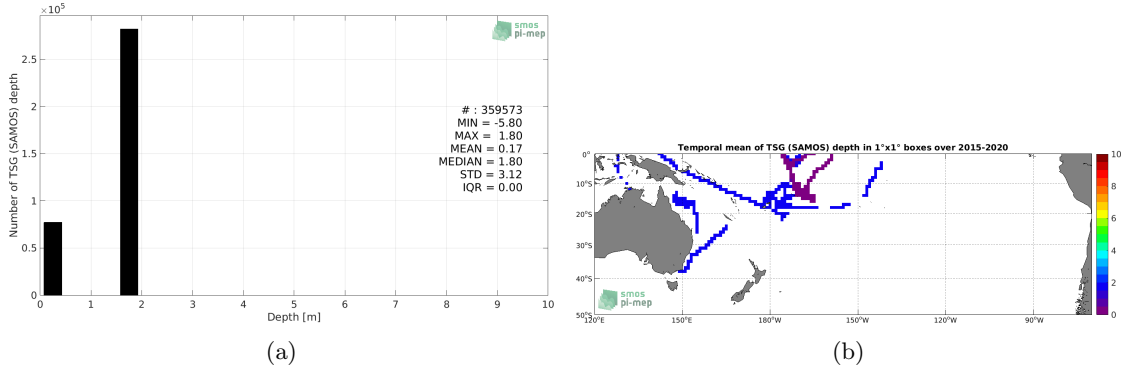 ×10⁵
2.5
2
1.5
1
0.5
0
Number of TSG (SAMOS) depth
smos
pi-mep
# : 359573
MIN = -5.80
MAX = 1.80
MEAN = 0.17
MEDIAN = 1.80
STD = 3.12
IQR = 0.00
0 1 2 3 4 5 6 7 8 9 10
Depth [m]
(a)
Temporal mean of TSG (SAMOS) depth in 1°x1° boxes over 2015-2020
0°
10°S
20°S
30°S
40°S
50°S
smos
pi-mep
120°E 150°E 180°W 150°W 120°W 90°W
10
8
6
4
2
0
(b)